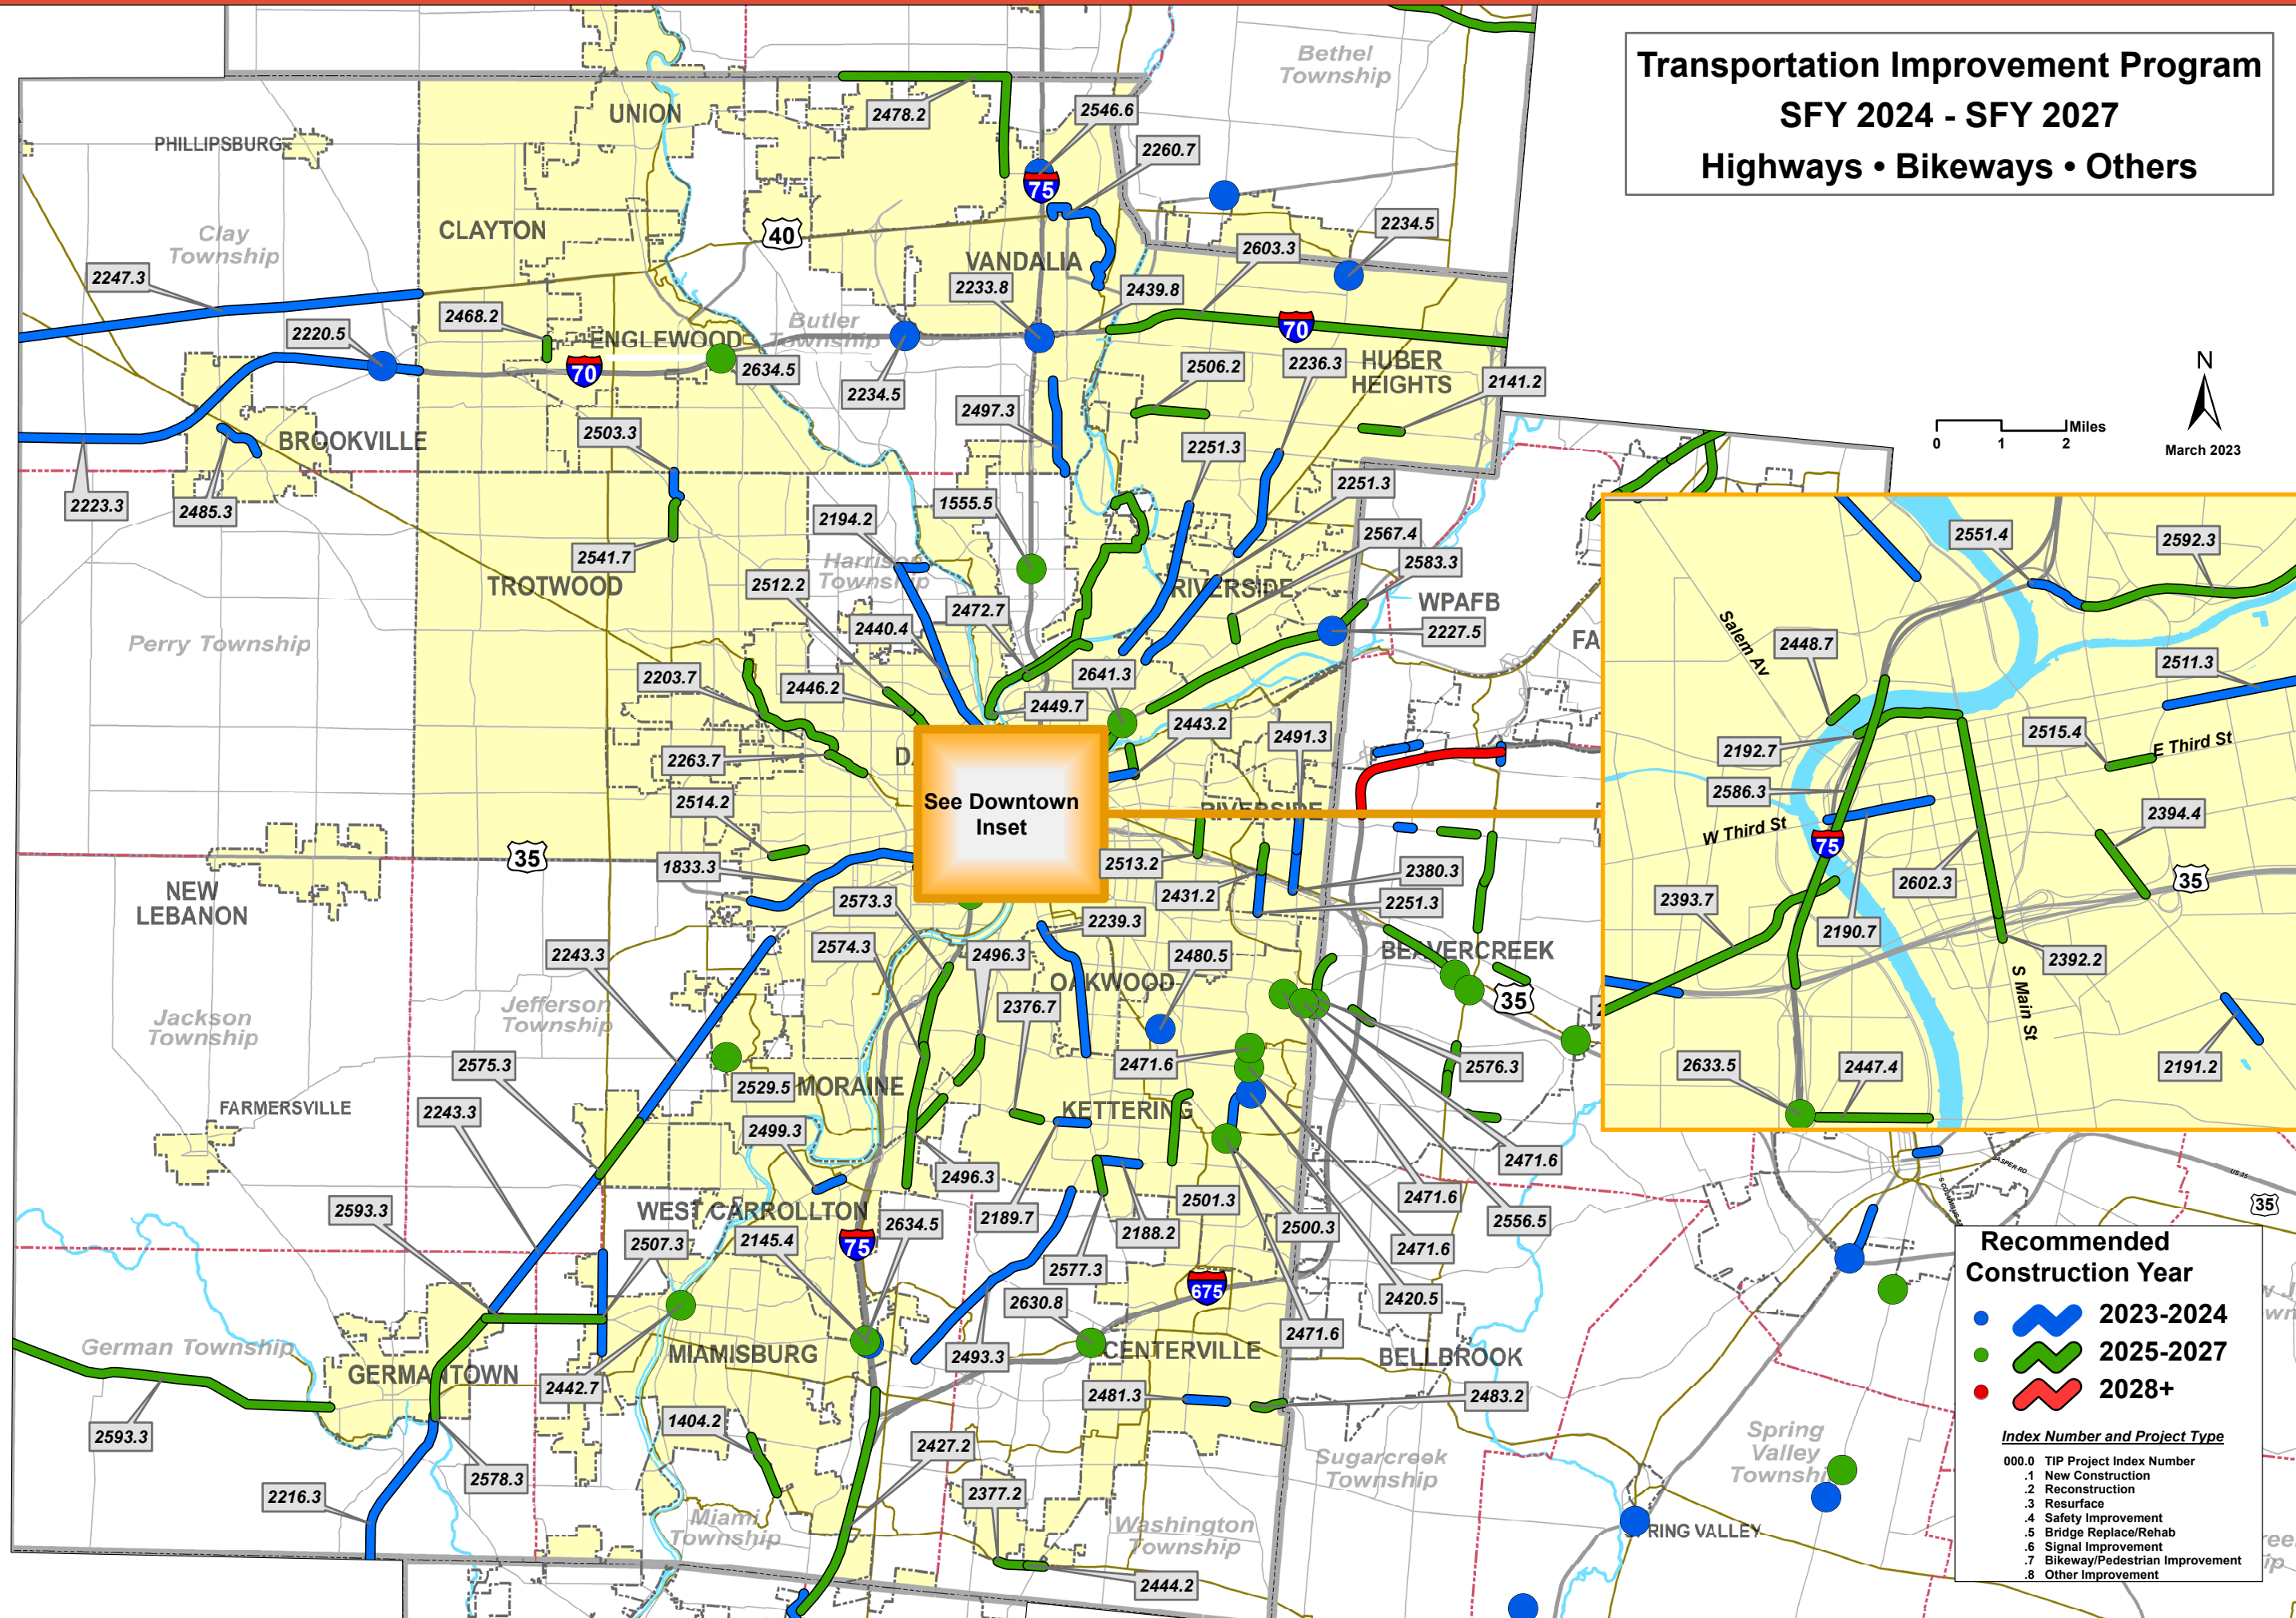 Transportation Improvement Program
SFY 2024 - SFY 2027
Highways • Bikeways • Others
Bethel
Township
UNION
2478.2
2546.6
PHILLIPSBURG
2260.7
75
Clay
Township
CLAYTON
40
2234.5
2603.3
VANDALIA
2247.3
2233.8
2439.8
2468.2
2220.5
Butler
Township
ENGLEWOOD
70
70
2634.5
2234.5
2506.2
2236.3
HUBER
HEIGHTS
2141.2
N
Miles
0
1
2
March 2023
2497.3
2503.3
BROOKVILLE
2251.3
2223.3
2485.3
1555.5
2251.3
2194.2
2567.4
2541.7
Harrison
Township
2583.3
TROTWOOD
2512.2
RIVERSIDE
WPAFB
2472.7
2440.4
2227.5
FA
Perry Township
2203.7
2446.2
2641.3
2449.7
2443.2
2491.3
2263.7
See Downtown
Inset
2514.2
RIVERSIDE
35
1833.3
2513.2
2380.3
2431.2
2251.3
NEW
LEBANON
2573.3
2239.3
2574.3
2496.3
2480.5
BEAVERCREEK
2243.3
OAKWOOD
35
2376.7
Jefferson
Township
Jackson
Township
2575.3
2471.6
2576.3
2529.5
MORAINE
FARMERSVILLE
2243.3
KETTERING
2499.3
2471.6
2496.3
2593.3
WEST CARROLLTON
2501.3
2471.6
2189.7
2188.2
2500.3
2556.5
2507.3
2145.4
2634.5
75
2471.6
2577.3
675
2630.8
2420.5
2471.6
German Township
GERMANTOWN
MIAMISBURG
2493.3
CENTERVILLE
BELLBROOK
2442.7
2481.3
2483.2
2593.3
1404.2
2427.2
2578.3
Sugarcreek
Township
2216.3
2377.2
Miami
Township
Washington
Township
2444.2
Spring
Valley
Township
SPRING VALLEY
35
2551.4
2592.3
Salem Av
2448.7
2511.3
2192.7
2515.4
E Third St
2586.3
W Third St
75
2394.4
2602.3
35
2393.7
2190.7
2392.2
S Main St
2633.5
2447.4
2191.2
US 35
Recommended
Construction Year
2023-2024
2025-2027
2028+
Index Number and Project Type
000.0 TIP Project Index Number
.1 New Construction
.2 Reconstruction
.3 Resurface
.4 Safety Improvement
.5 Bridge Replace/Rehab
.6 Signal Improvement
.7 Bikeway/Pedestrian Improvement
.8 Other Improvement